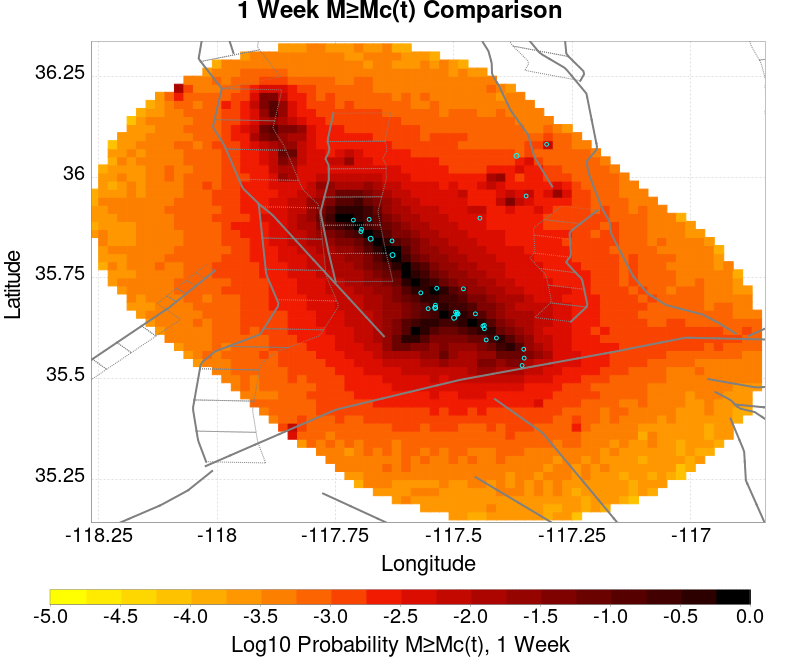 1 Week M≥Mc(t) Comparison
36.25
36
35.75
35.5
35.25
Latitude
-118.25 -118 -117.75 -117.5 -117.25 -117
Longitude
-5.0 -4.5 -4.0 -3.5 -3.0 -2.5 -2.0 -1.5 -1.0 -0.5 0.0
Log10 Probability M≥Mc(t), 1 Week